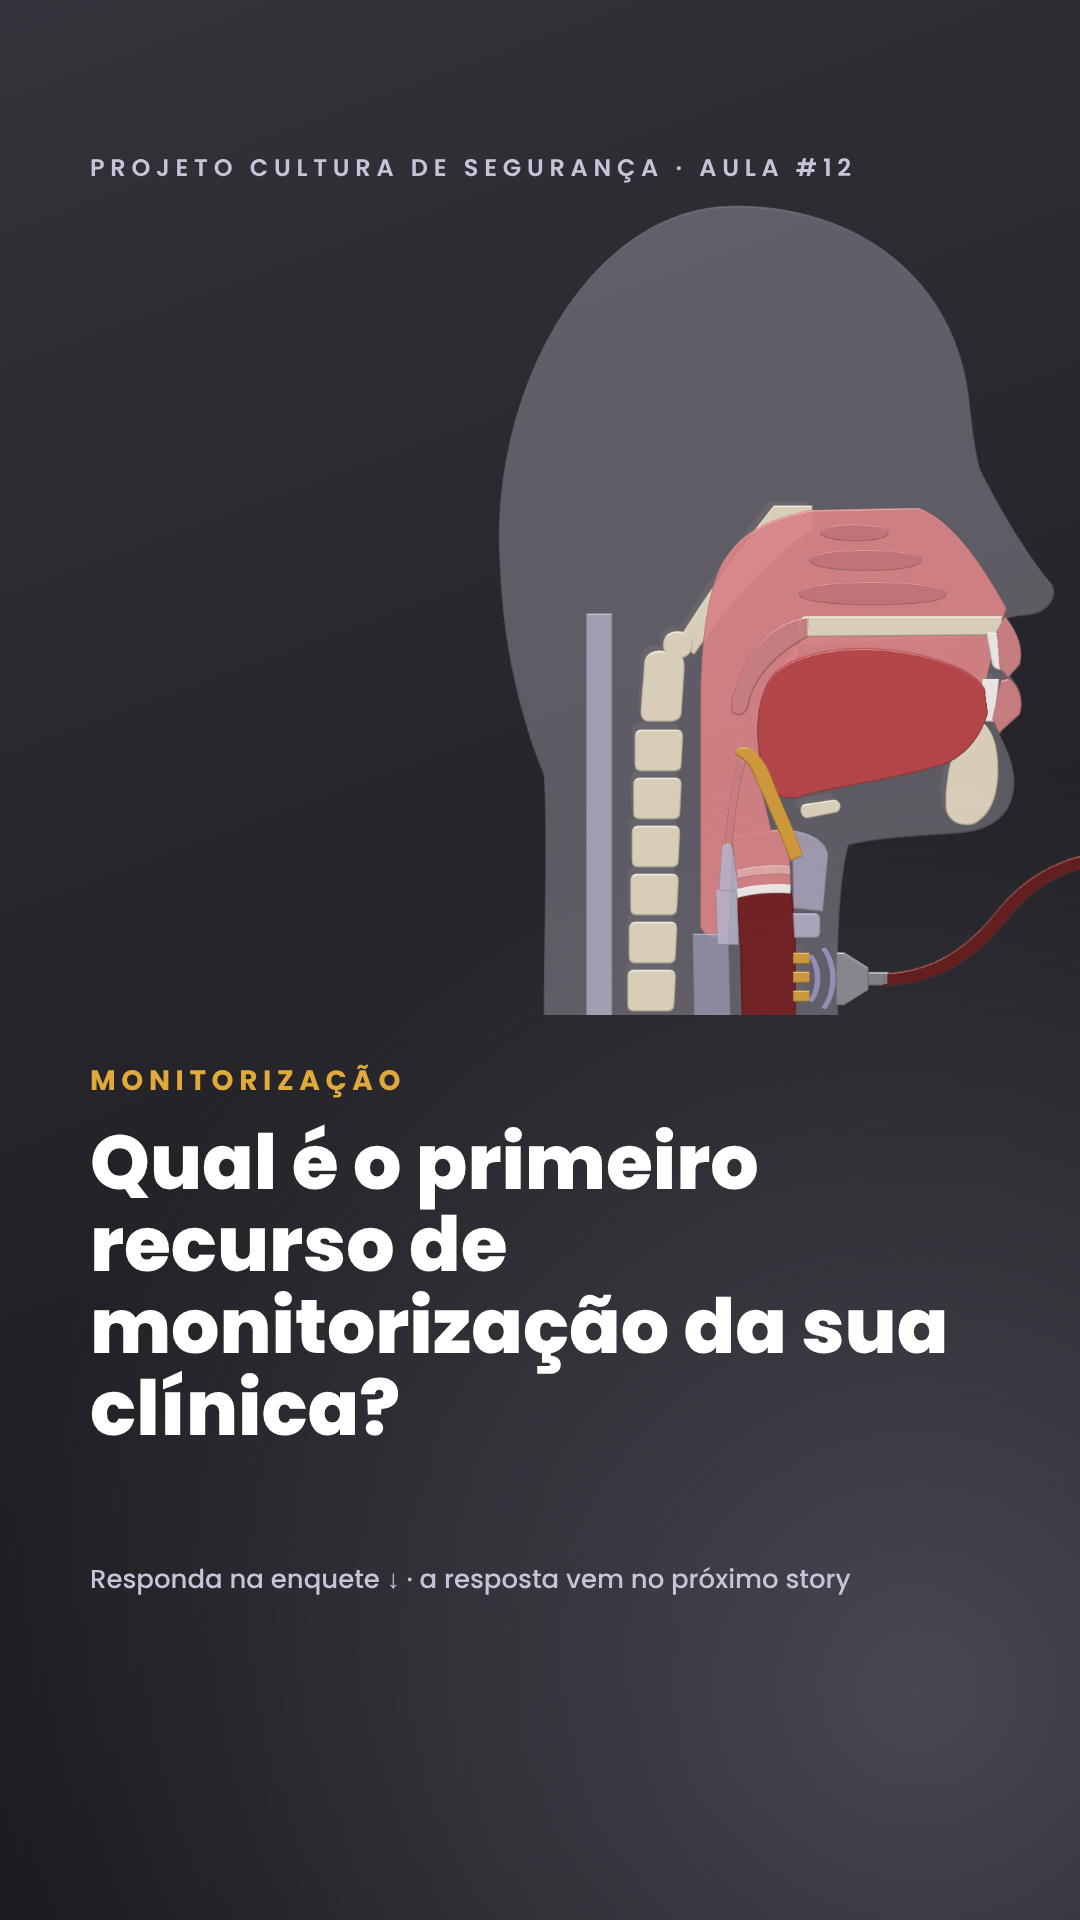 PROJETO CULTURA DE SEGURANÇA · AULA #12
MONITORIZAÇÃO
Qual é o primeiro
recurso de
monitorização da sua
clínica?
Responda na enquete ↓ · a resposta vem no próximo story